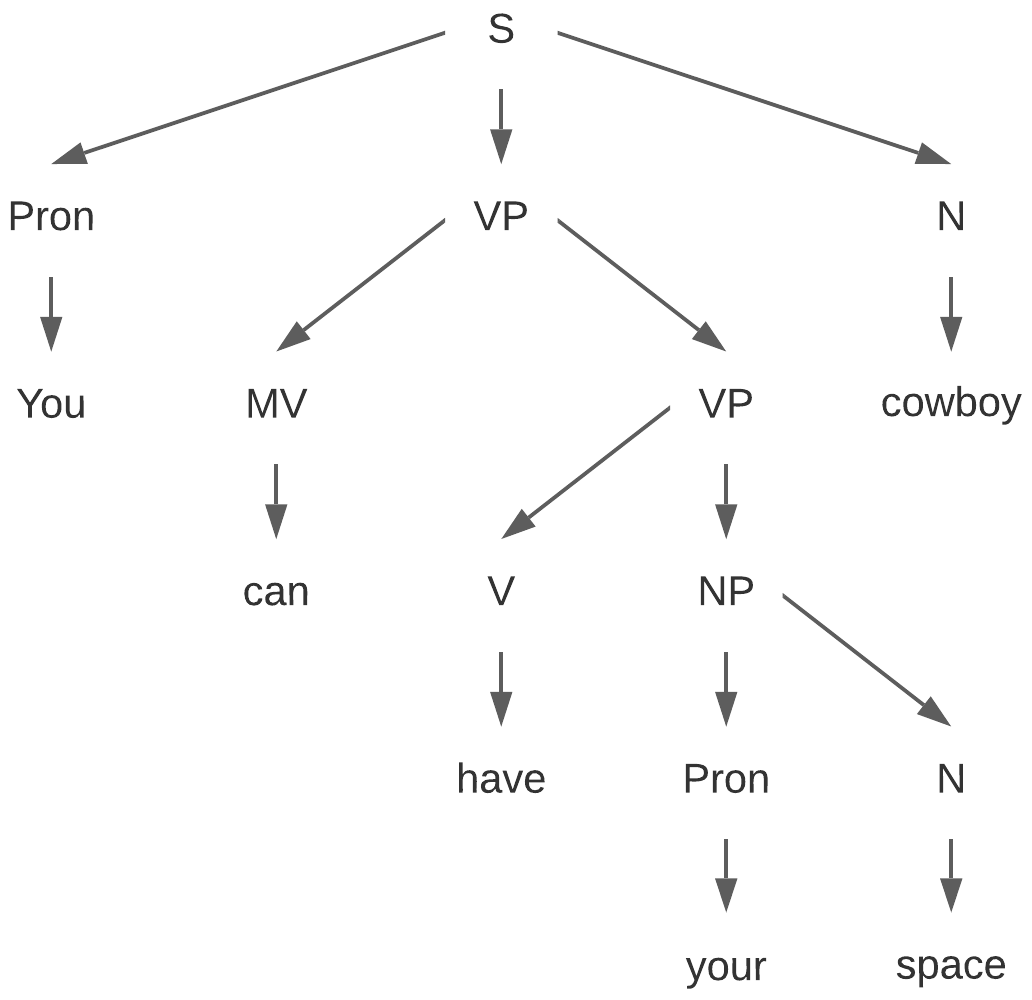 S
Pron VP N
You MV VP cowboy
can V NP
have Pron N
your space